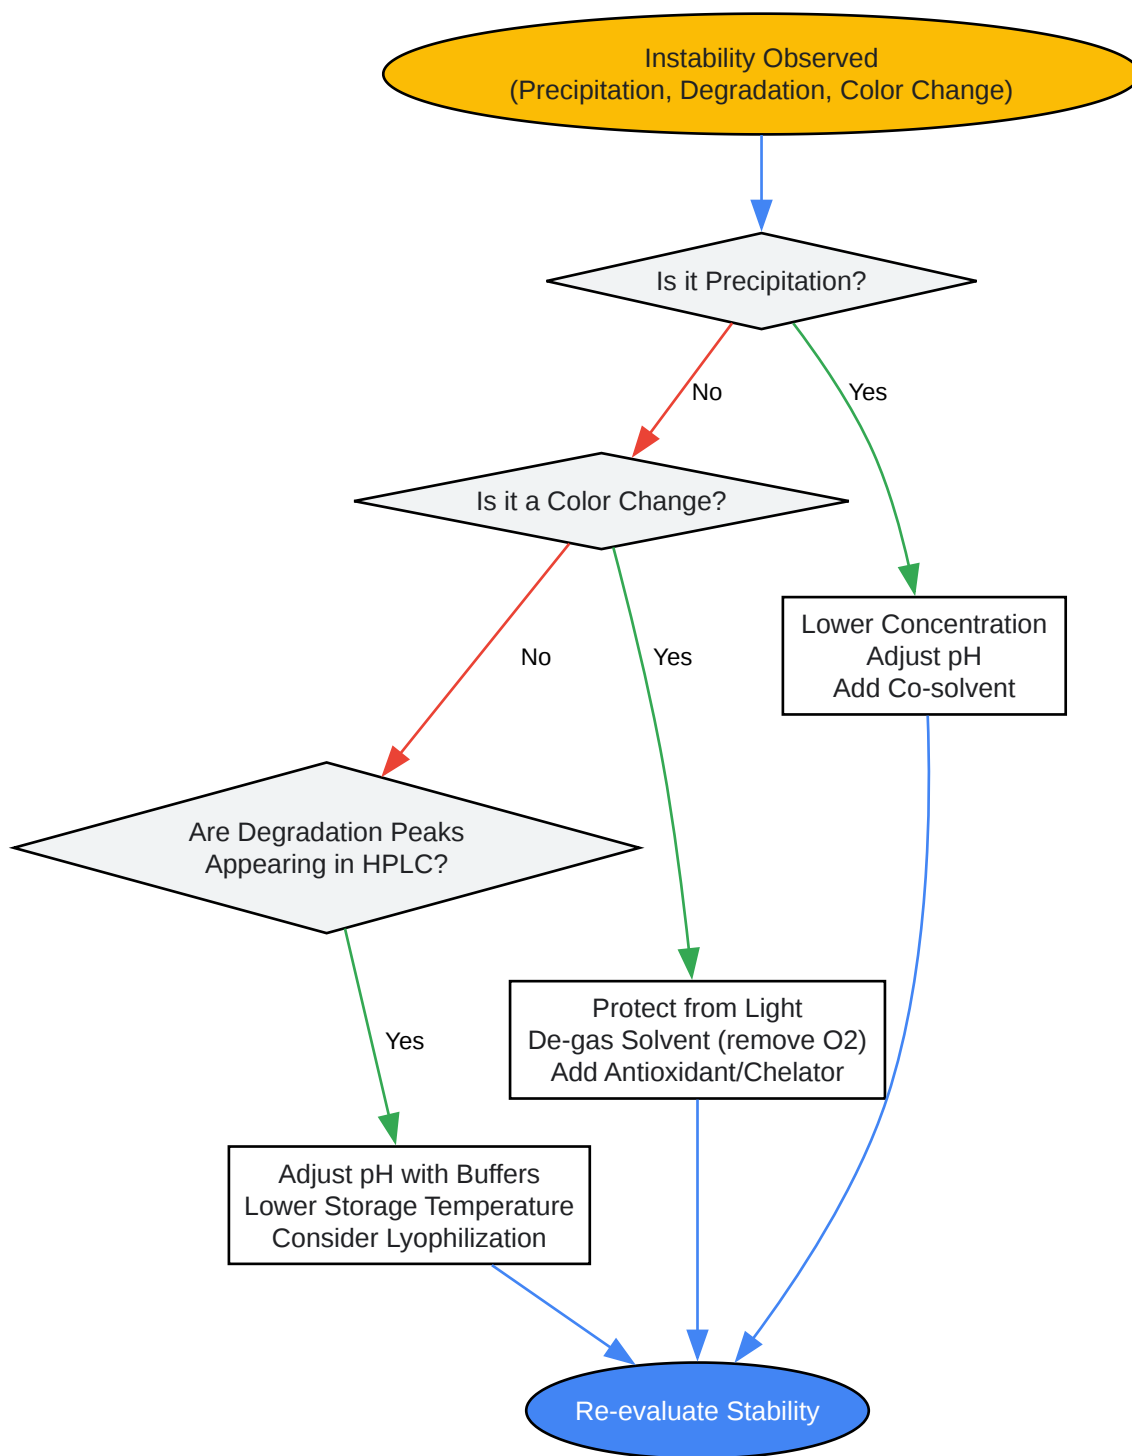 Instability Observed
(Precipitation, Degradation, Color Change)
Is it Precipitation?
No
Yes
Is it a Color Change?
Lower Concentration
Adjust pH
Add Co-solvent
No
Yes
Are Degradation Peaks
Appearing in HPLC?
Protect from Light
De-gas Solvent (remove O2)
Add Antioxidant/Chelator
Yes
Adjust pH with Buffers
Lower Storage Temperature
Consider Lyophilization
Re-evaluate Stability